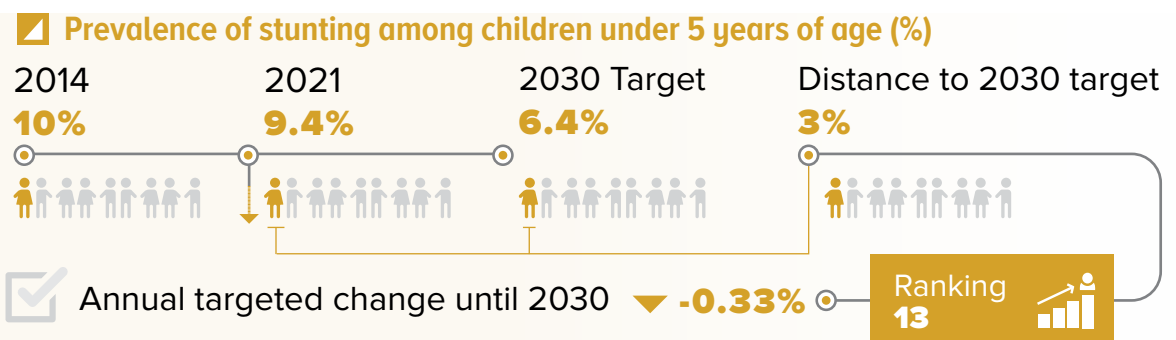 Prevalence of stunting among children under 5 years of age (%)
2014
10%
2021
9.4%
2030 Target
6.4%
Distance to 2030 target
3%
Annual targeted change until 2030
-0.33%
Ranking
13